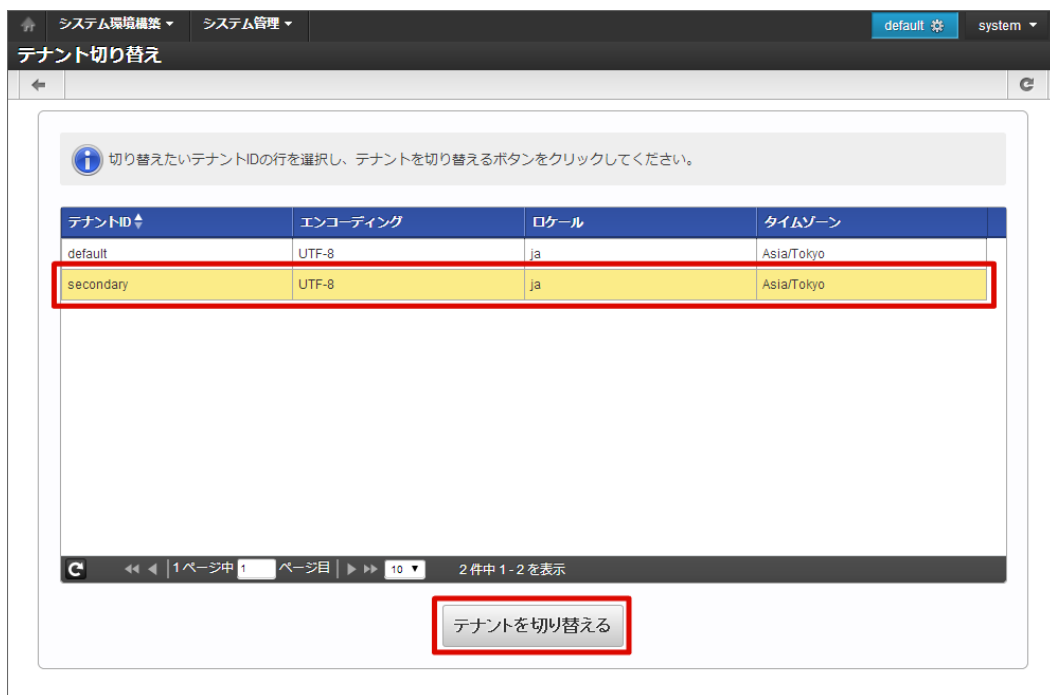 システム環境構築 ▼ システム管理 ▼ default system ▼
テナント切り替え
切り替えたいテナントIDの行を選択し、テナントを切り替えるボタンをクリックしてください。
テナントID エンコーディング ロケール タイムゾーン
default UTF-8 ja Asia/Tokyo
secondary UTF-8 ja Asia/Tokyo
1 ページ中 1 ページ目 10 ▼ 2 件中 1 - 2 を表示
テナントを切り替える